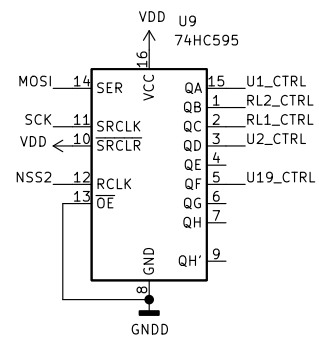 VDD U9
74HC595
16
VCC
MOSI 14 SER QA 15 U1_CTRL
QB 1 RL2_CTRL
SCK 11 SRCLK QC 2 RL1_CTRL
VDD 10 SRCLR QD 3 U2_CTRL
QE 4
NSS2 12 RCLK QF 5 U19_CTRL
13 OE QG 6
QH 7
GND QH' 9
8
GNDD